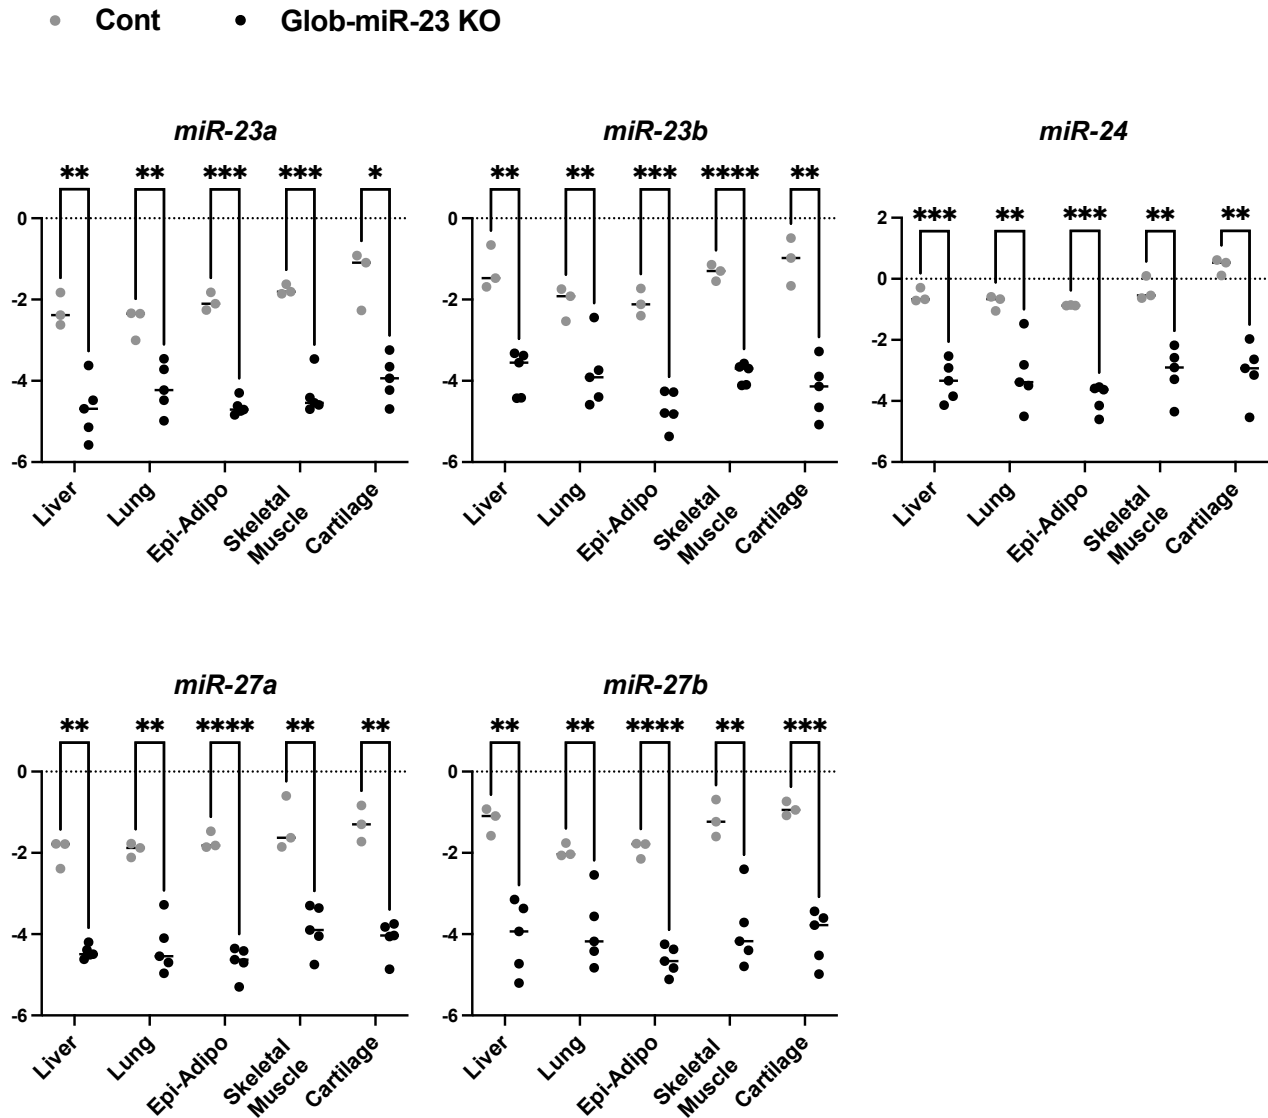 Cont Glob-miR-23 KO
miR-23a
** ** *** *** *
0
-2
-4
-6
Liver
Lung
Epi-Adipo
Skeletal
Muscle
Cartilage
miR-23b
** ** *** **** **
0
-2
-4
-6
Liver
Lung
Epi-Adipo
Skeletal
Muscle
Cartilage
miR-24
*** ** *** ** **
2
0
-2
-4
-6
Liver
Lung
Epi-Adipo
Skeletal
Muscle
Cartilage
miR-27a
** ** **** ** **
0
-2
-4
-6
Liver
Lung
Epi-Adipo
Skeletal
Muscle
Cartilage
miR-27b
** ** **** ** ***
0
-2
-4
-6
Liver
Lung
Epi-Adipo
Skeletal
Muscle
Cartilage